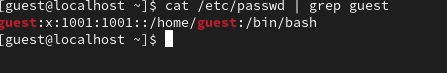 [guest@localhost ~]$ cat /etc/passwd | grep guest
guest:x:1001:1001::/home/guest:/bin/bash
[guest@localhost ~]$